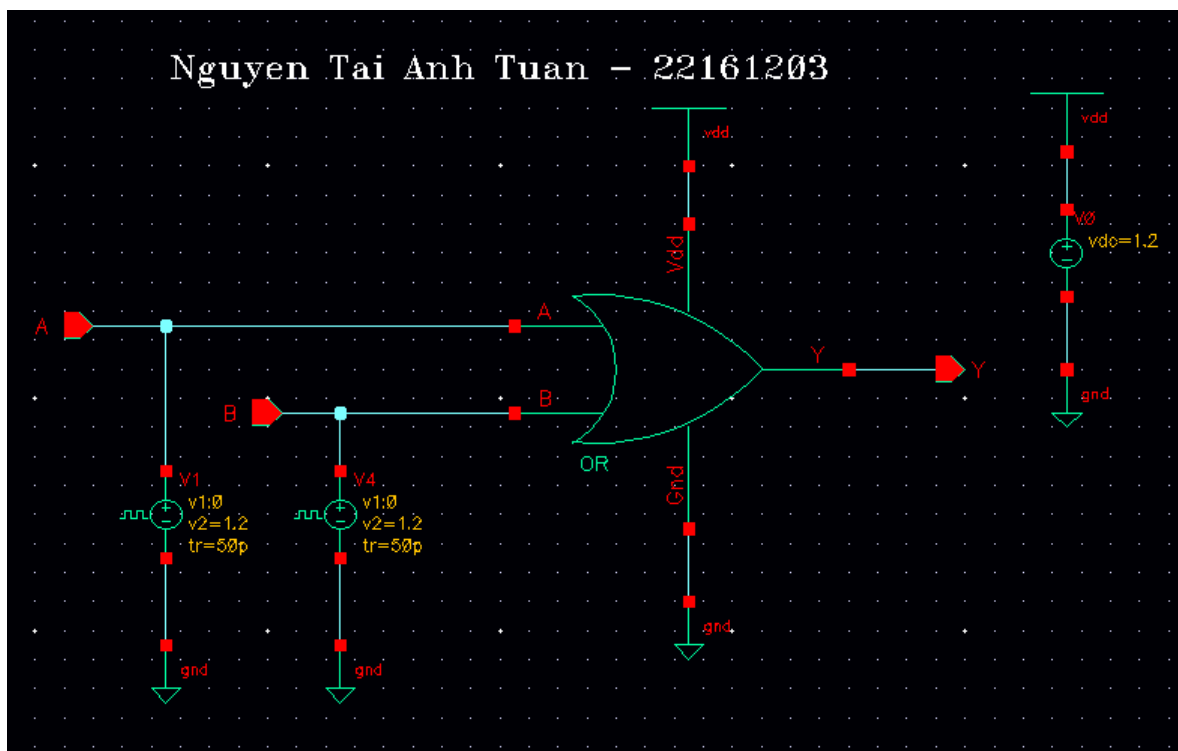 Nguyen Tai Anh Tuan - 22161203
vdd
vdd
V0
vdc=1.2
Vdd
A
A
Y
Y
B
B
gnd
OR
Gnd
V1
v1:0
v2=1.2
tr=50p
V4
v1:0
v2=1.2
tr=50p
gnd
gnd
gnd